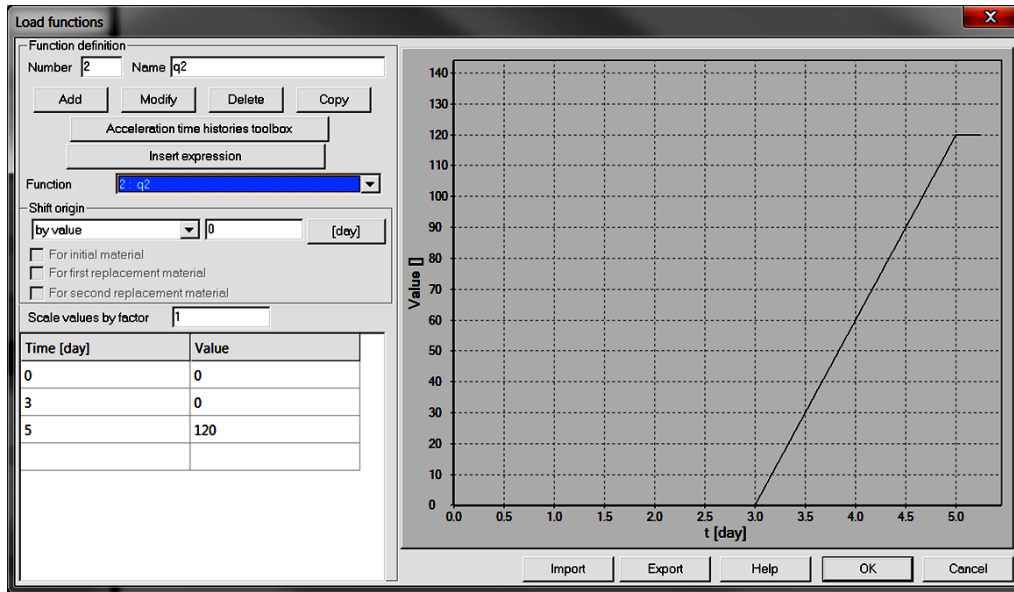 Load functions
Function definition
Number 2 Name q2
Add Modify Delete Copy
Acceleration time histories toolbox
Insert expression
Function 2 : q2
Shift origin
by value 0 [day]
For initial material
For first replacement material
For second replacement material
Scale values by factor 1
Time [day] Value
0 0
3 0
5 120
140
130
120
110
100
90
80
70
60
50
40
30
20
10
0
Value []
0.0 0.5 1.0 1.5 2.0 2.5 3.0 3.5 4.0 4.5 5.0
t [day]
Import Export Help OK Cancel